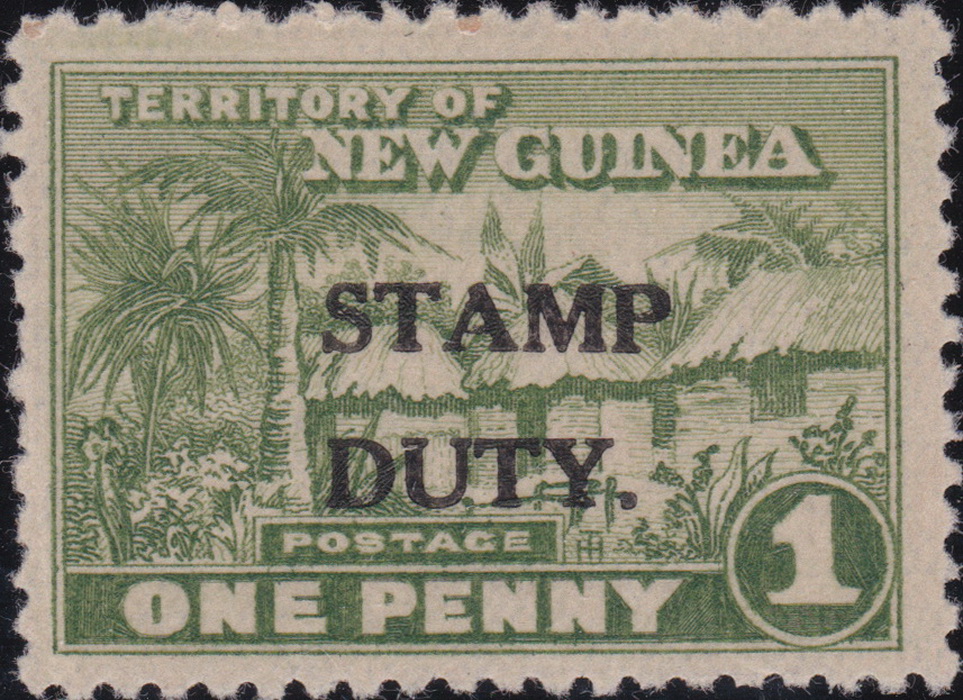 TERRITORY OF
NEW GUINEA
STAMP
DUTY.
POSTAGE
ONE PENNY
1